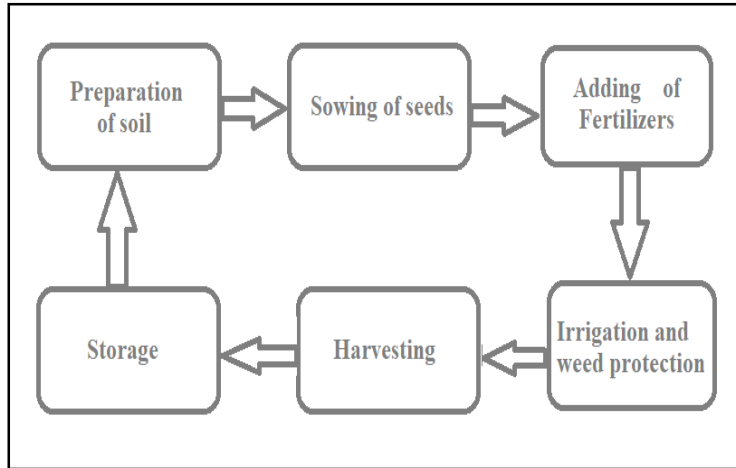 Preparation
of soil
Sowing of seeds
Adding of
Fertilizers
Irrigation and
weed protection
Harvesting
Storage